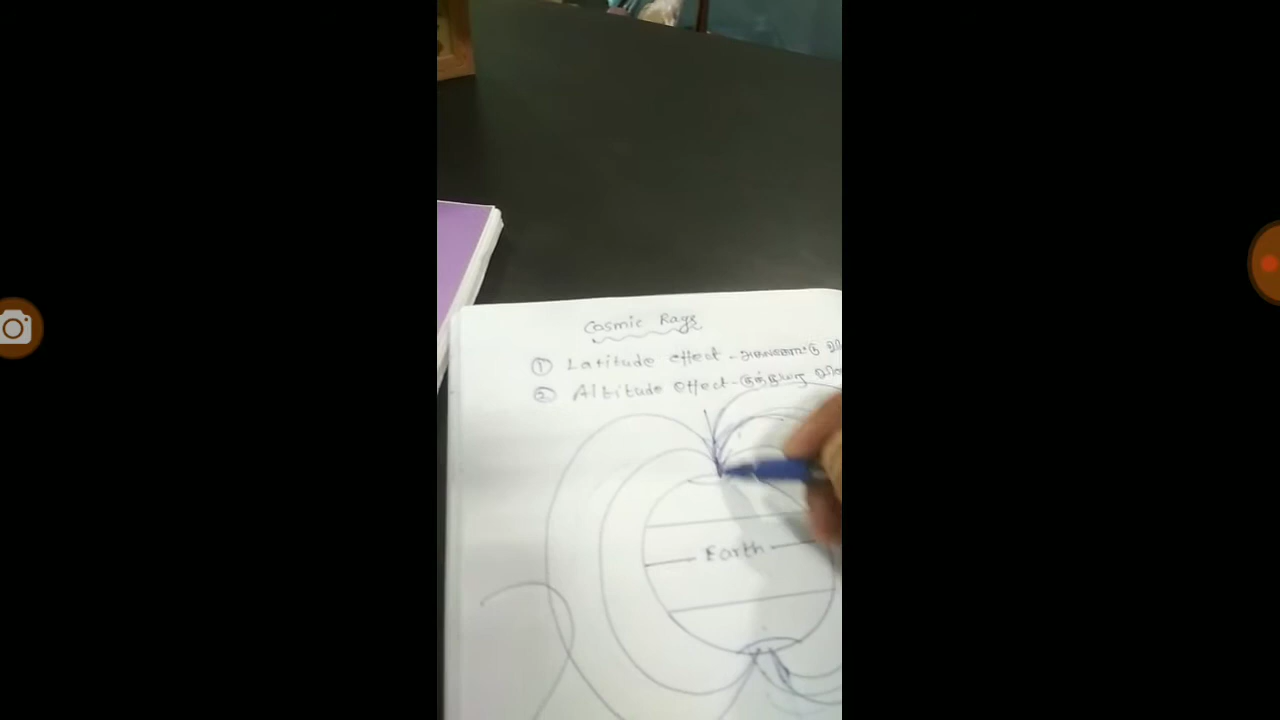 Cosmic Rays
① Latitude effect -
② Altitude effect -
Earth